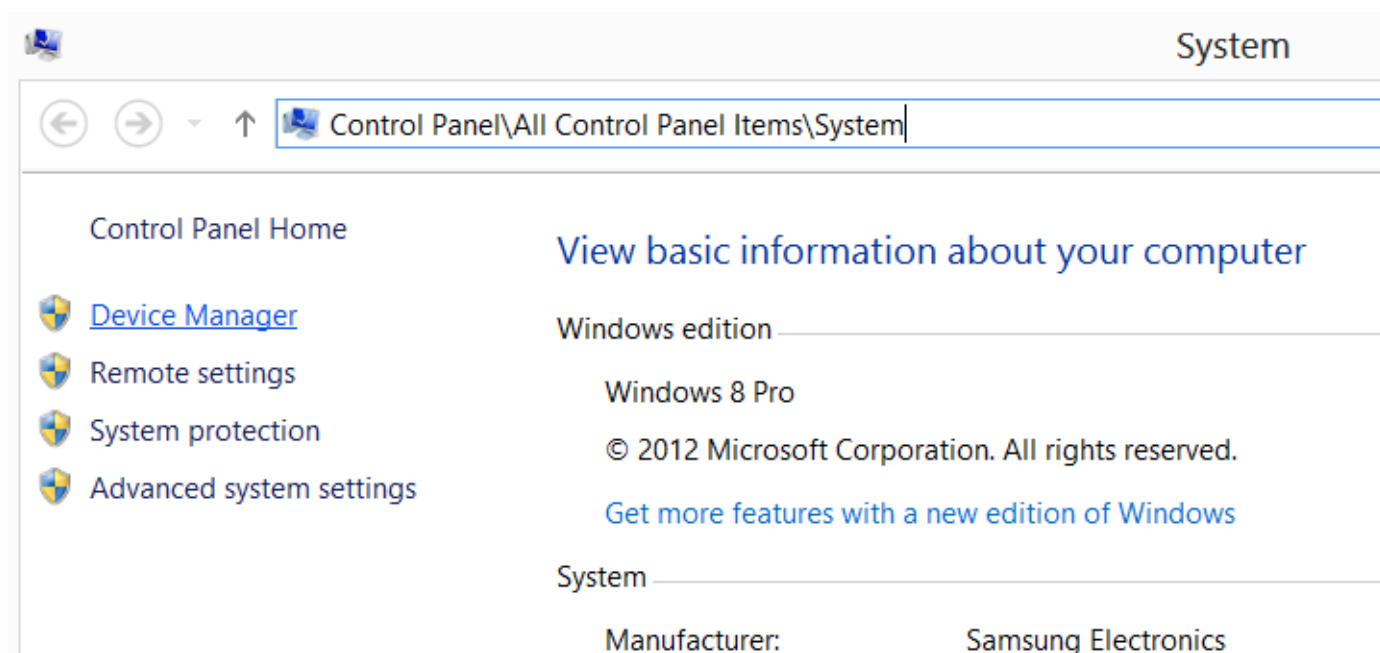 System
Control Panel\All Control Panel Items\System
Control Panel Home
Device Manager
Remote settings
System protection
Advanced system settings
View basic information about your computer
Windows edition
Windows 8 Pro
© 2012 Microsoft Corporation. All rights reserved.
Get more features with a new edition of Windows
System
Manufacturer: Samsung Electronics